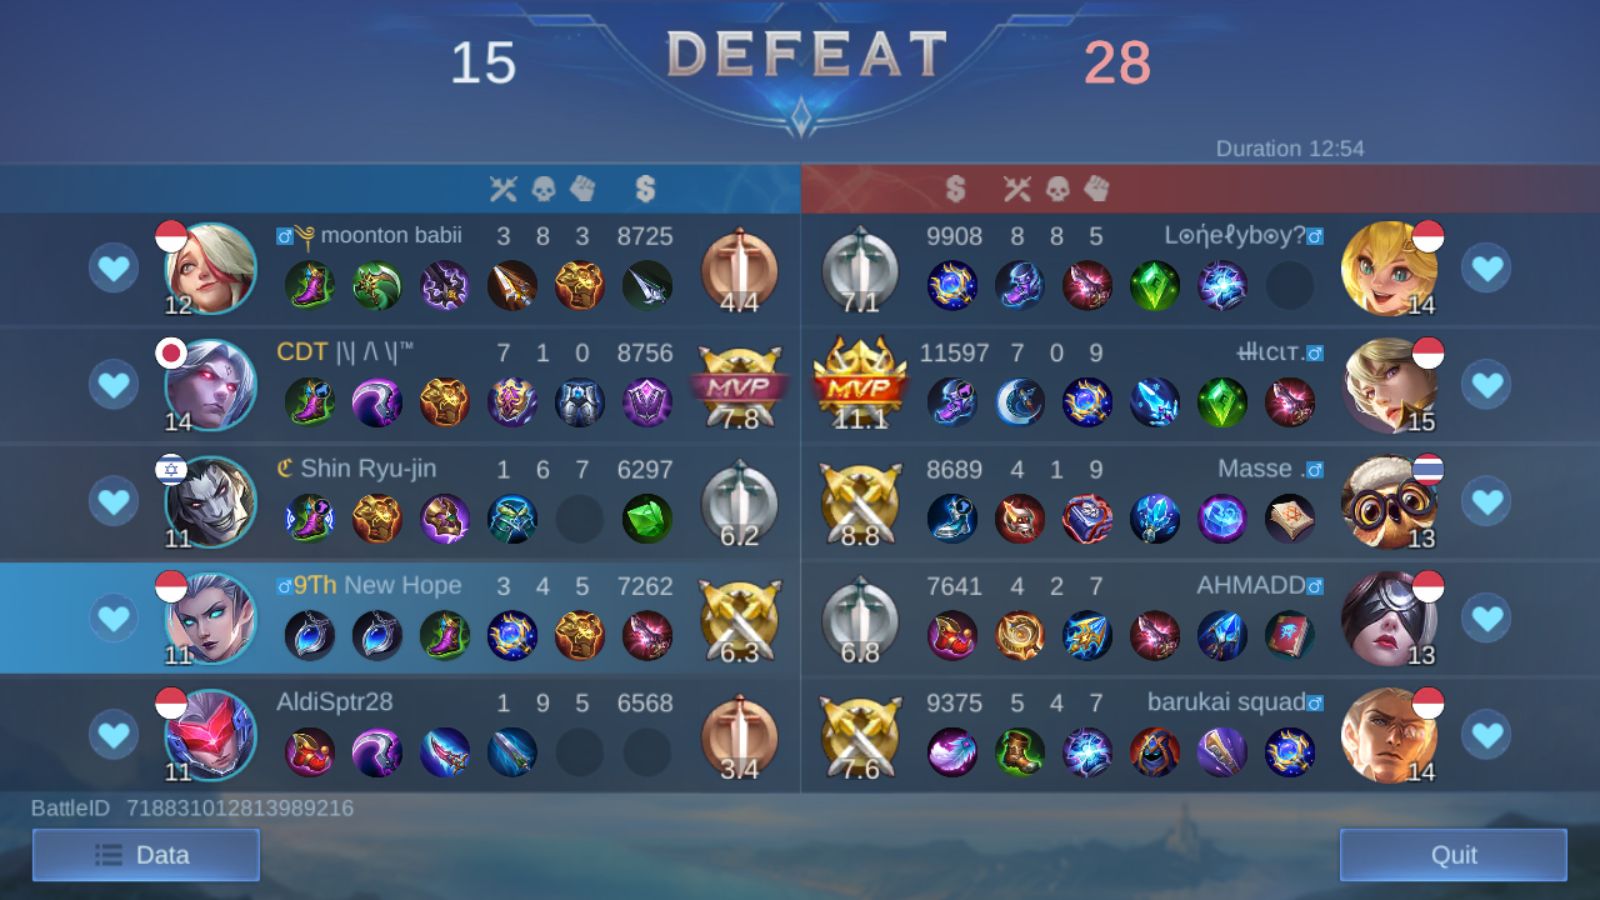 15 DEFEAT 28
Duration 12:54
moonton babii 3 8 3 8725
12 4.4
9908 8 8 5 L⊙ήeℓyb⊙y?
7.1 14
CDT |\| /\ \|™ 7 1 0 8756
14 MVP 7.8
11597 7 0 9
MVP 11.1 15
Shin Ryu-jin 1 6 7 6297
11 6.2
8689 4 1 9 Masse .
8.8 13
9Th New Hope 3 4 5 7262
11 6.3
7641 4 2 7 AHMADD
6.8 13
AldiSptr28 1 9 5 6568
11 3.4
9375 5 4 7 barukai squad
7.6 14
BattleID 718831012813989216
Data
Quit